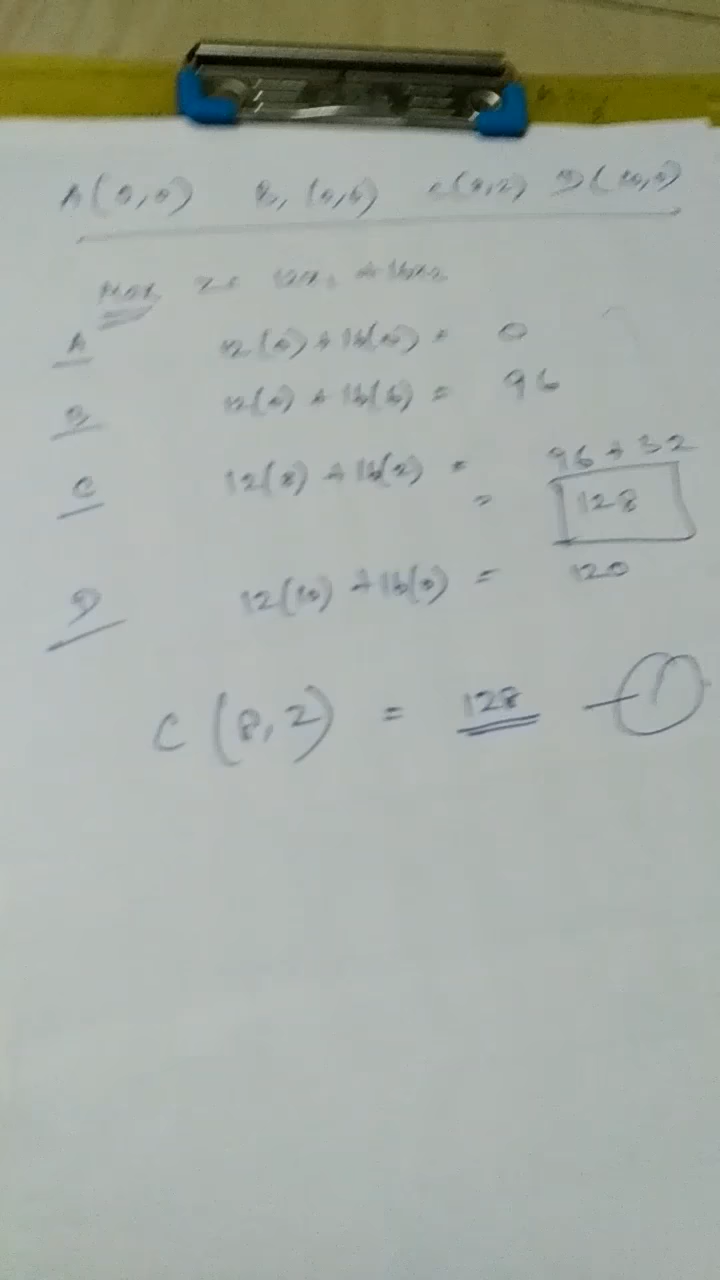 A(0,0) B,(0,6) C(8,2) D(10,0)
Max Z= 12x1 + 16x2
A 12(0)+16(0) = 0
B 12(0)+16(6) = 96
C 12(8)+16(2) = 96+32
= 128
D 12(10)+16(0) = 120
C(8,2) = 128